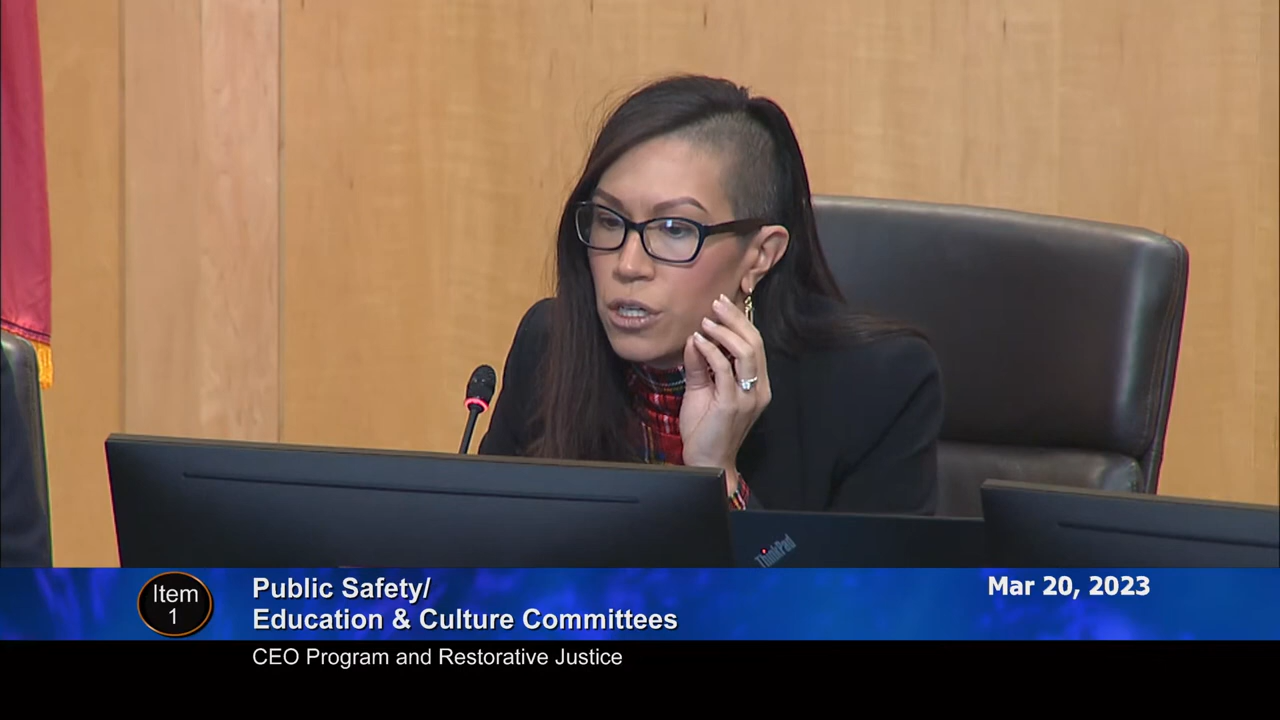 ThinkPad
Item
1
Public Safety/
Education & Culture Committees
Mar 20, 2023
CEO Program and Restorative Justice